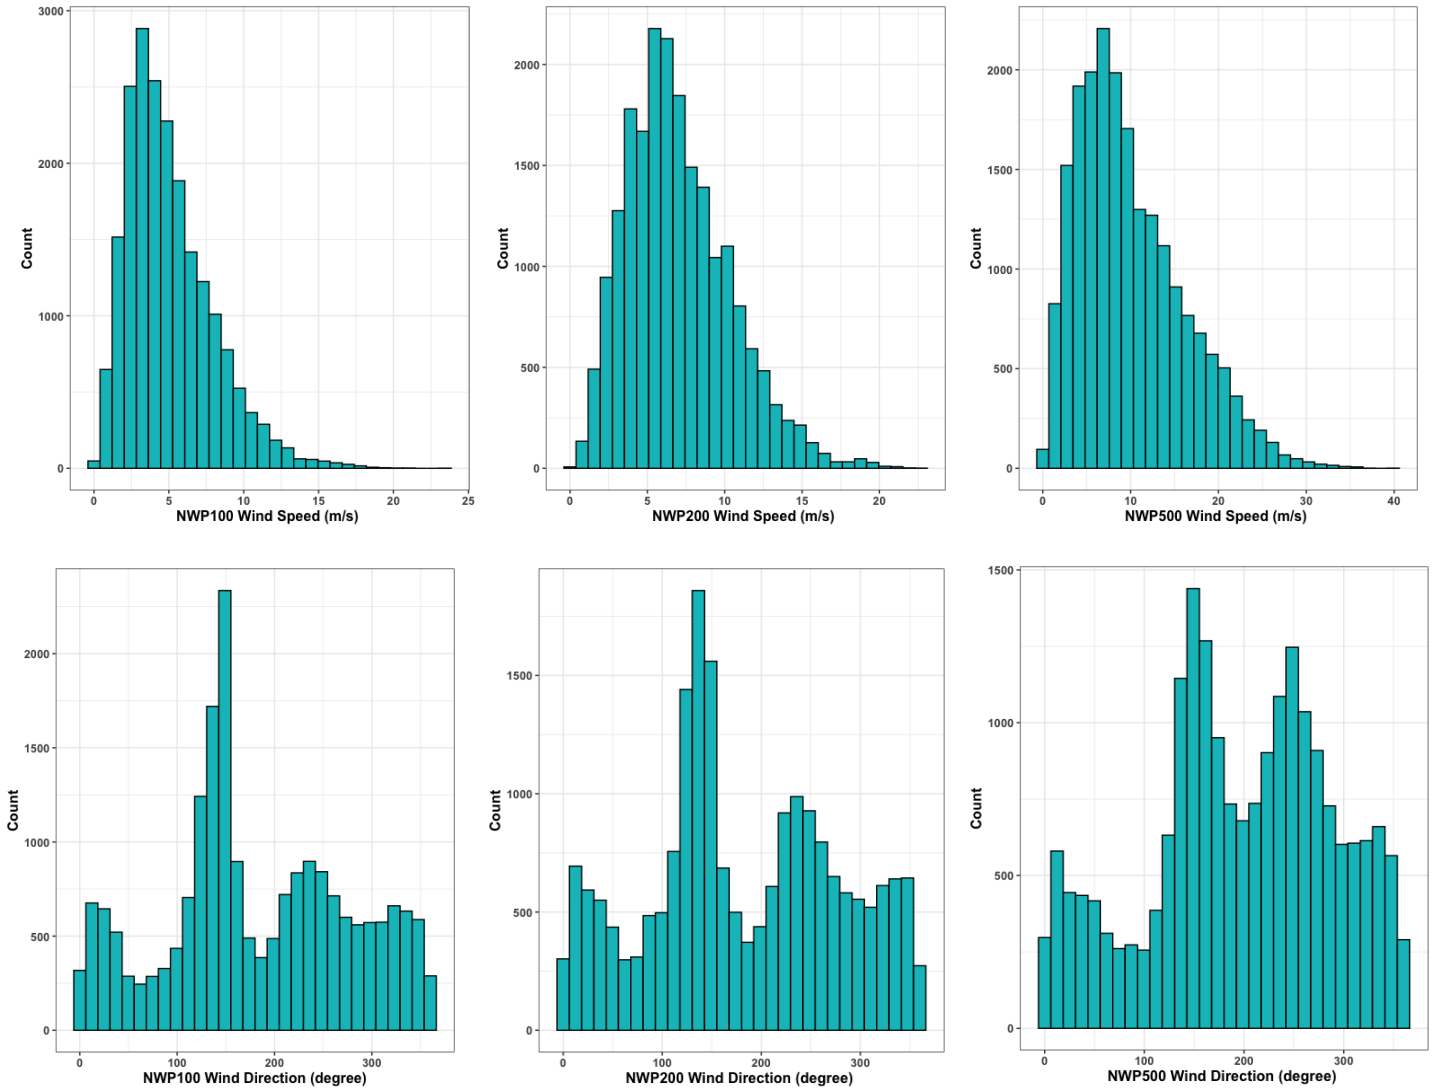 3000
2000
1000
0
Count
0 5 10 15 20 25
NWP100 Wind Speed (m/s)
2000
1500
1000
500
0
Count
0 5 10 15 20
NWP200 Wind Speed (m/s)
2000
1500
1000
500
0
Count
0 10 20 30 40
NWP500 Wind Speed (m/s)
2000
1500
1000
500
0
Count
0 100 200 300
NWP100 Wind Direction (degree)
1500
1000
500
0
Count
0 100 200 300
NWP200 Wind Direction (degree)
1500
1000
500
0
Count
0 100 200 300
NWP500 Wind Direction (degree)